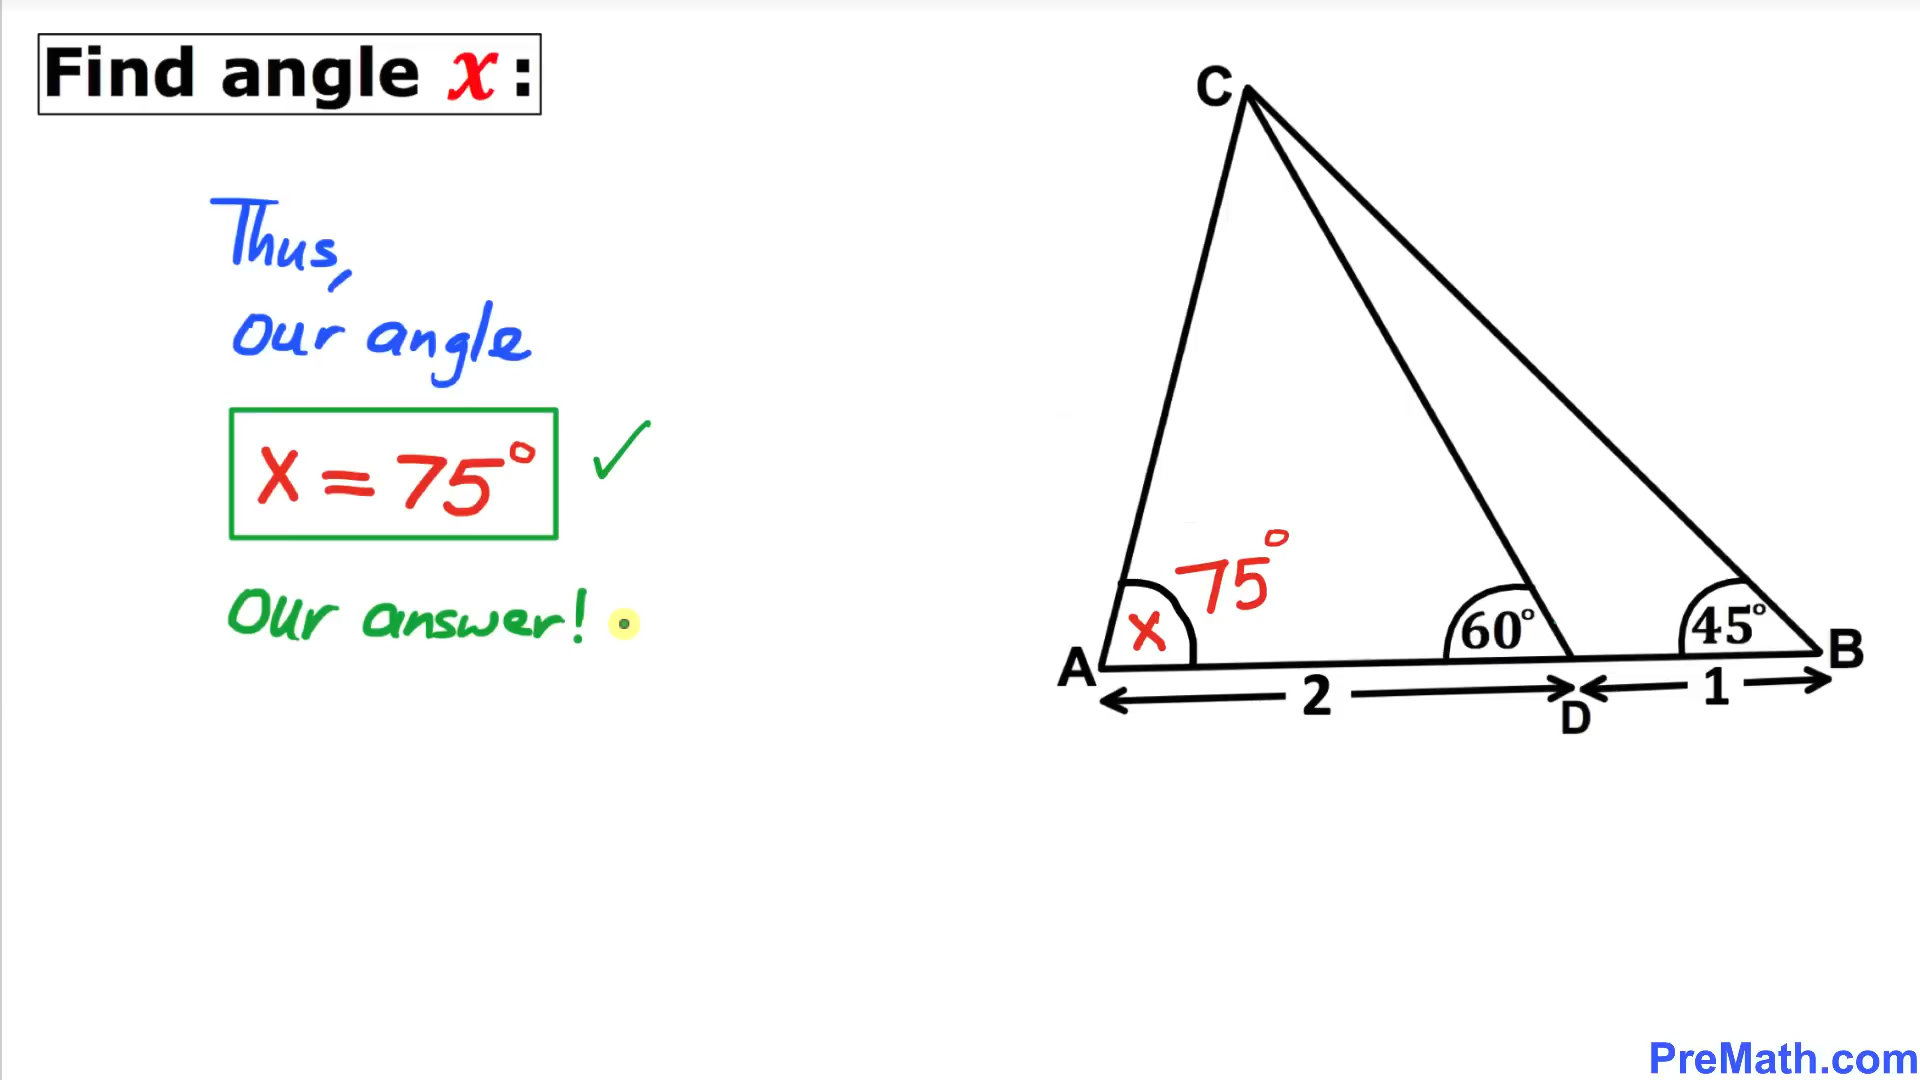 Find angle x:
Thus,
our angle
x = 75°
Our answer!
C
75°
x
60°
45°
A
B
2
1
D
PreMath.com